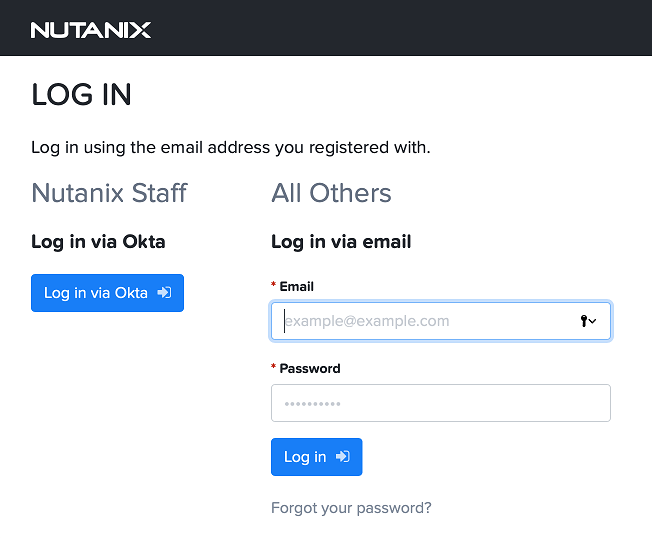 NUTANIX
LOG IN
Log in using the email address you registered with.
Nutanix Staff
Log in via Okta
Log in via Okta
All Others
Log in via email
* Email
example@example.com
* Password
••••••••••
Log in
Forgot your password?